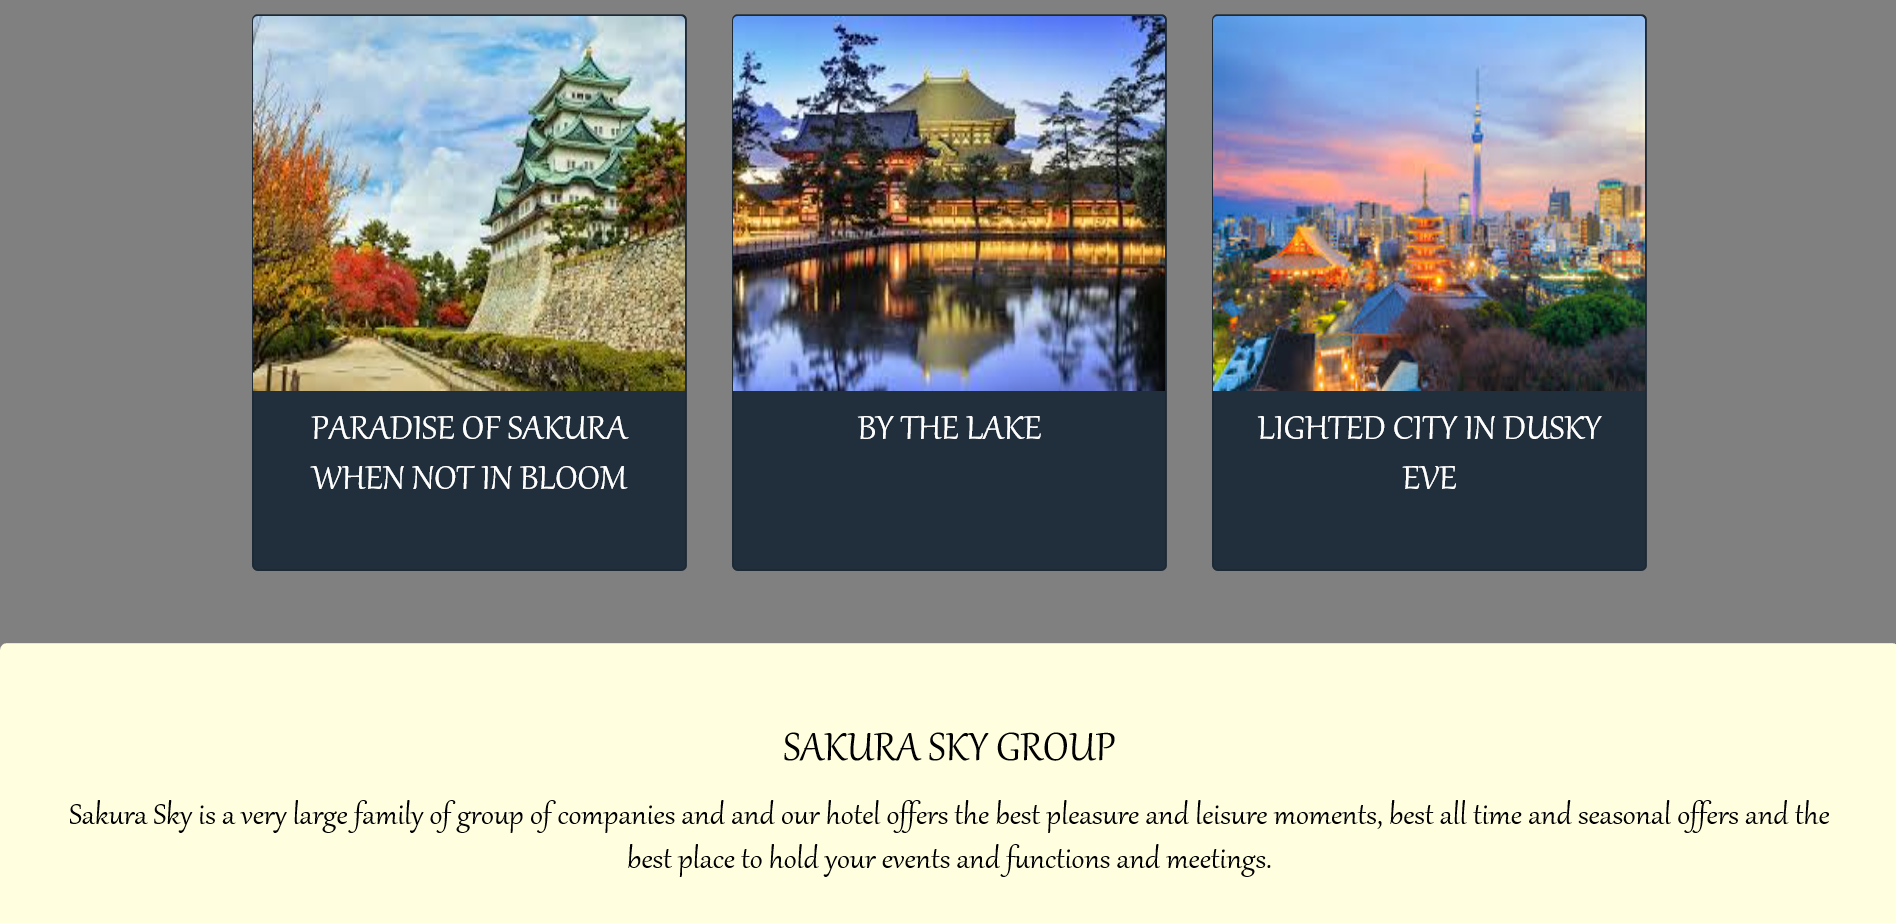 PARADISE OF SAKURA
WHEN NOT IN BLOOM
BY THE LAKE
LIGHTED CITY IN DUSKY
EVE
SAKURA SKY GROUP
Sakura Sky is a very large family of group of companies and and our hotel offers the best pleasure and leisure moments, best all time and seasonal offers and the
best place to hold your events and functions and meetings.